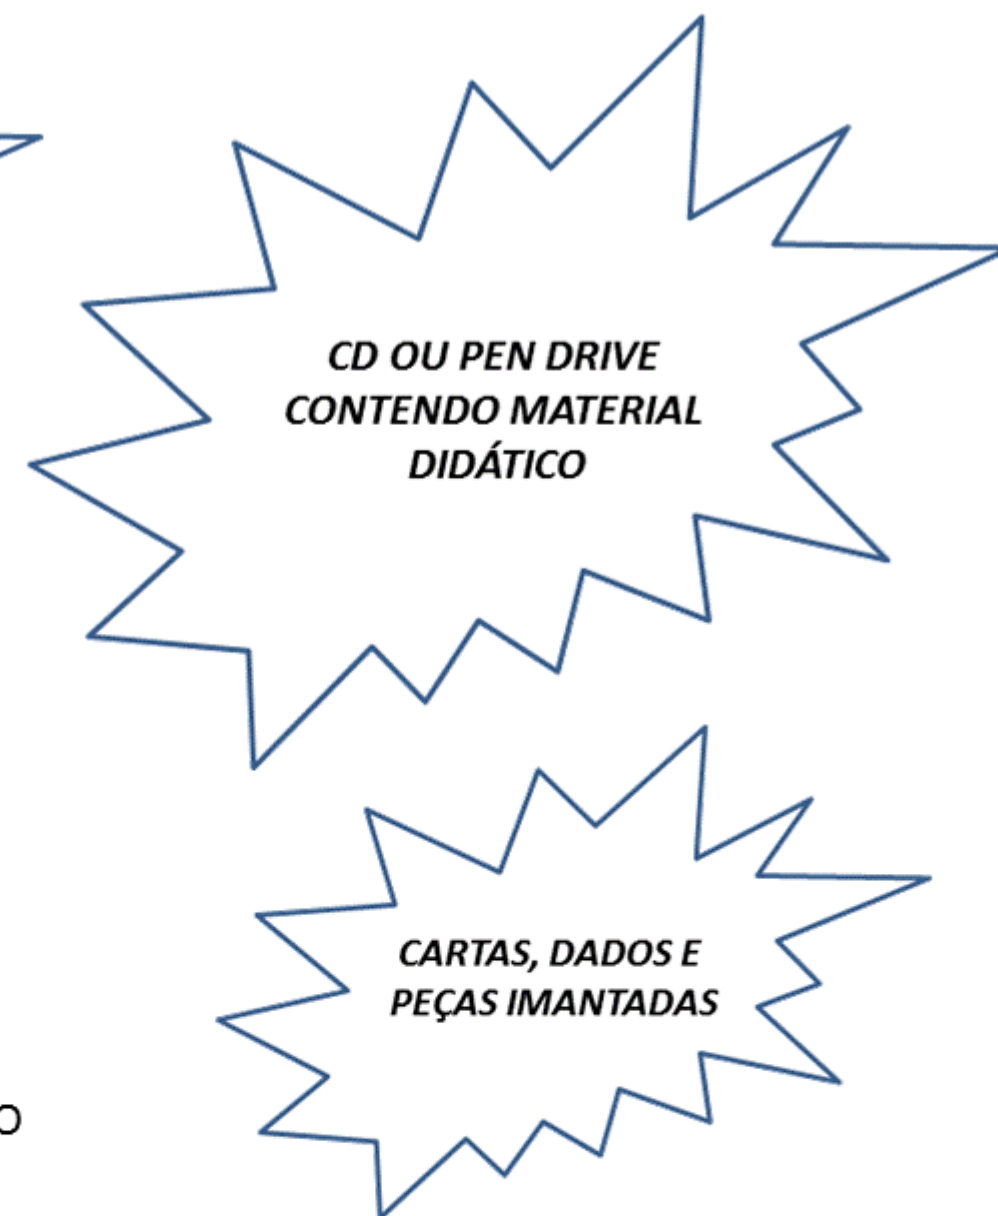 CD OU PEN DRIVE
CONTENDO MATERIAL
DIDÁTICO
CARTAS, DADOS E
PEÇAS IMANTADAS
O